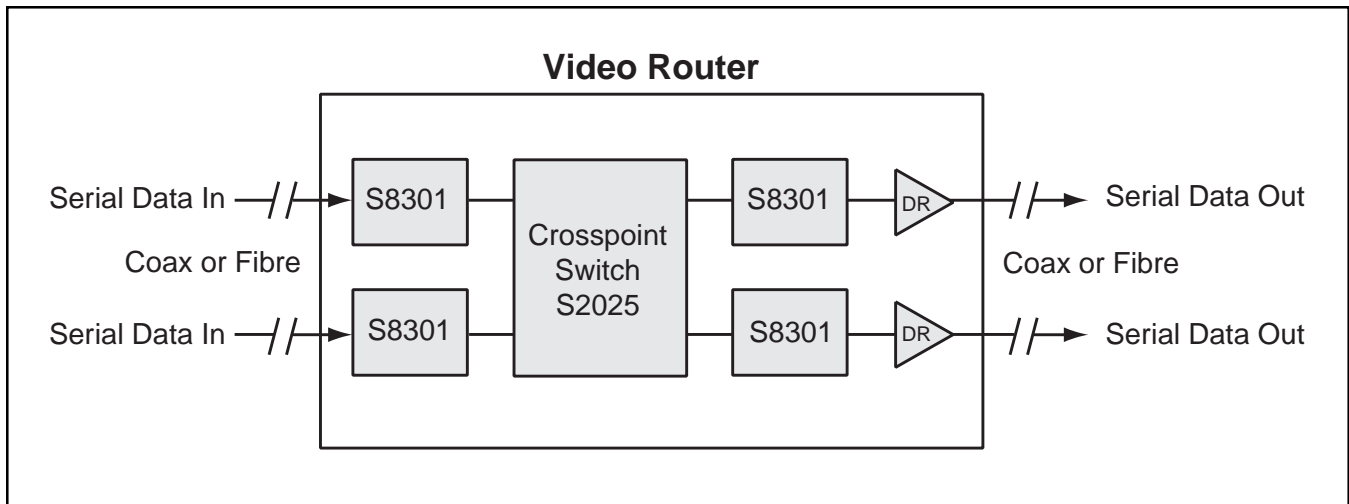 Video Router
Serial Data In
S8301
S8301
DR
Serial Data Out
Coax or Fibre
Crosspoint
Switch
S2025
Coax or Fibre
Serial Data In
S8301
S8301
DR
Serial Data Out